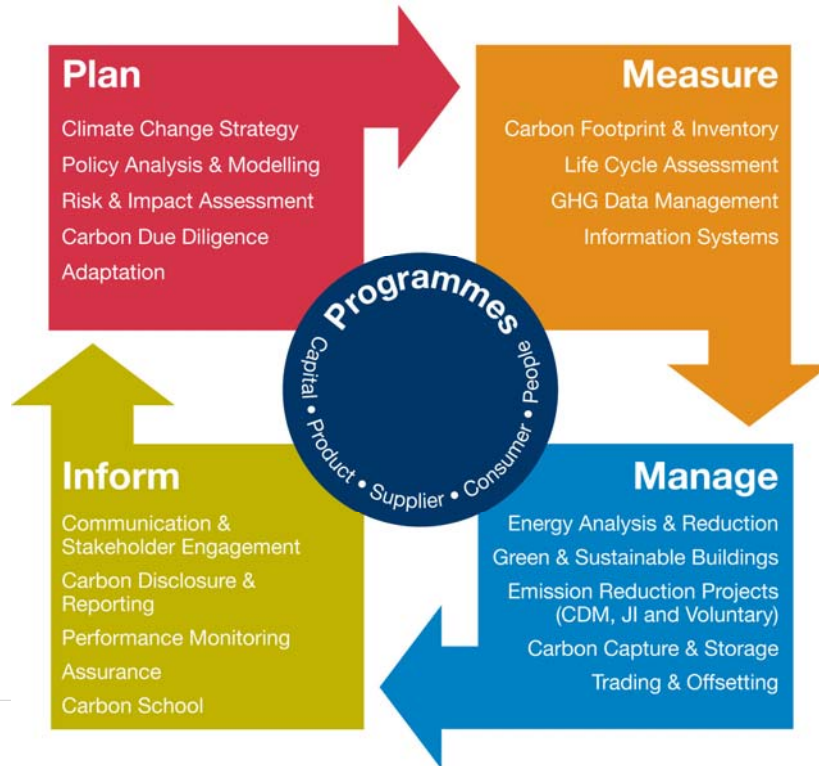 Plan
Climate Change Strategy
Policy Analysis & Modelling
Risk & Impact Assessment
Carbon Due Diligence
Adaptation
Measure
Carbon Footprint & Inventory
Life Cycle Assessment
GHG Data Management
Information Systems
Programmes
Capital • Product • Supplier • Consumer • People
Inform
Communication &
Stakeholder Engagement
Carbon Disclosure &
Reporting
Performance Monitoring
Assurance
Carbon School
Manage
Energy Analysis & Reduction
Green & Sustainable Buildings
Emission Reduction Projects
(CDM, JI and Voluntary)
Carbon Capture & Storage
Trading & Offsetting